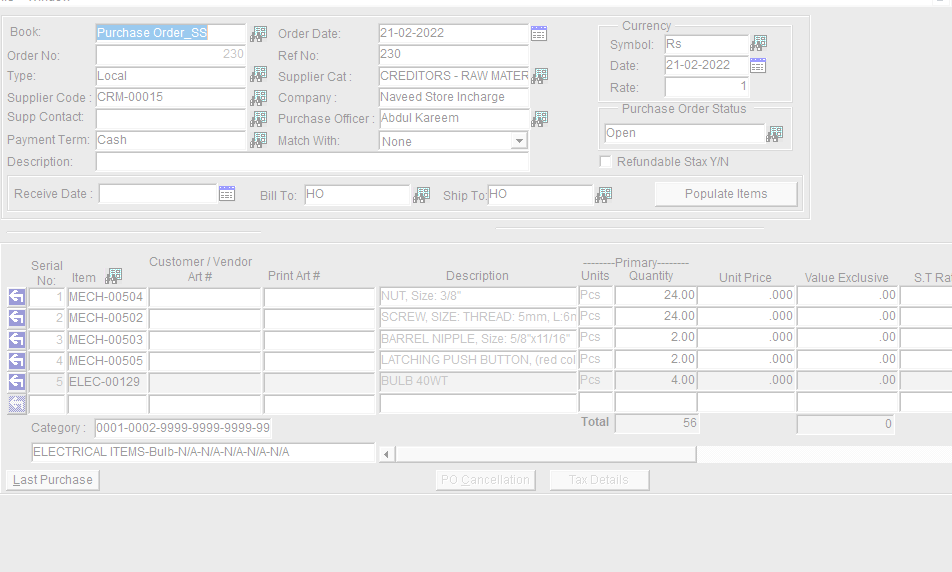 Book: Purchase Order_SS Order Date: 21-02-2022 Currency
Order No: 230 Ref No: 230 Symbol: Rs
Type: Local Supplier Cat : CREDITORS - RAW MATER Date: 21-02-2022
Supplier Code : CRM-00015 Company : Naveed Store Incharge Rate: 1
Supp Contact: Purchase Officer : Abdul Kareem Purchase Order Status
Payment Term: Cash Match With: None Open
Description: Refundable Stax Y/N
Receive Date : Bill To: HO Ship To: HO Populate Items
Serial No: Item Customer / Vendor Art # Print Art # Description Units --------Primary-------- Quantity Unit Price Value Exclusive
1 MECH-00504 NUT, Size: 3/8" Pcs 24.00 .000 .00
2 MECH-00502 SCREW, SIZE: THREAD: 5mm, Pcs 24.00 .000 .00
3 MECH-00503 BARREL NIPPLE, Size: 5/8"x11/16" Pcs 2.00 .000 .00
4 MECH-00505 LATCHING PUSH BUTTON, (red Pcs 2.00 .000 .00
5 ELEC-00129 BULB 40WT Pcs 4.00 .000 .00
Category : 0001-0002-9999-9999-9999-99 Total 56 0
ELECTRICAL ITEMS-Bulb-N/A-N/A-N/A-N/A-N/A
Last Purchase PO Cancellation Tax Details